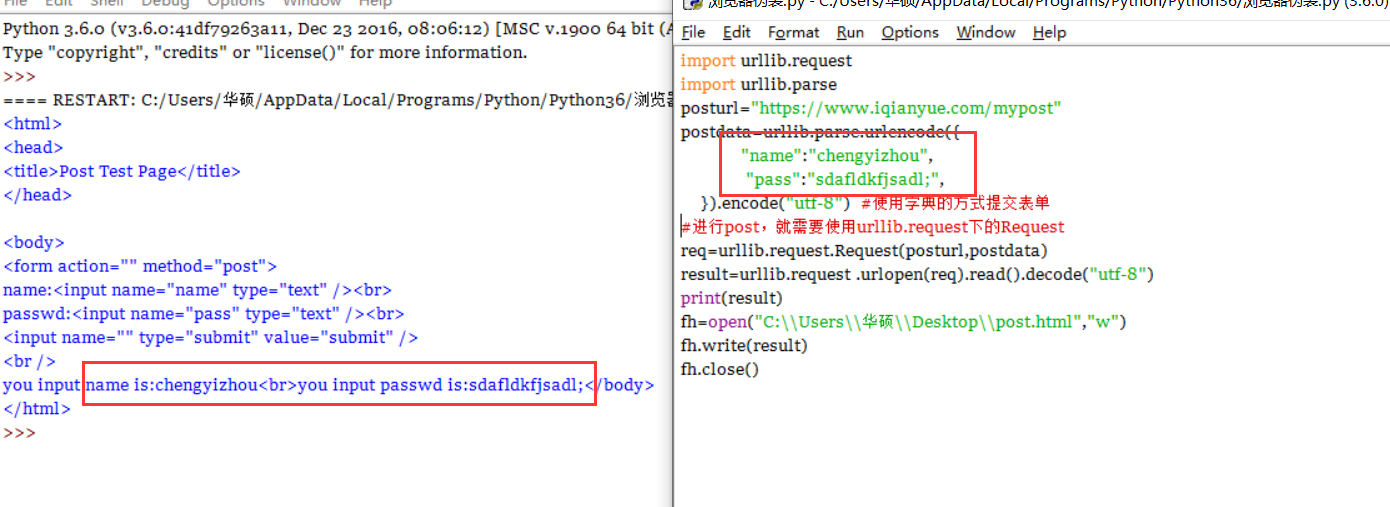 File Edit Shell Debug Options Window Help
Python 3.6.0 (v3.6.0:41df79263a11, Dec 23 2016, 08:06:12) [MSC v.1900 64 bit (A
Type "copyright", "credits" or "license()" for more information.
>>>
==== RESTART: C:/Users/华硕/AppData/Local/Programs/Python/Python36/浏览器
<html>
<head>
<title>Post Test Page</title>
</head>
<body>
<form action="" method="post">
name:<input name="name" type="text" /><br>
passwd:<input name="pass" type="text" /><br>
<input name="" type="submit" value="submit" />
<br />
you input name is:chengyizhou<br>you input passwd is:sdafldkfjsadl;</body>
</html>
>>>
浏览器伪装.py - C:/Users/华硕/AppData/Local/Programs/Python/Python36/浏览器伪装.py (3.6.0)
File Edit Format Run Options Window Help
import urllib.request
import urllib.parse
posturl="https://www.iqianyue.com/mypost"
postdata=urllib.parse.urlencode({
"name":"chengyizhou",
"pass":"sdafldkfjsadl;",
}).encode("utf-8") #使用字典的方式提交表单
#进行post，就需要使用urllib.request下的Request
req=urllib.request.Request(posturl,postdata)
result=urllib.request .urlopen(req).read().decode("utf-8")
print(result)
fh=open("C:\\Users\\华硕\\Desktop\\post.html","w")
fh.write(result)
fh.close()